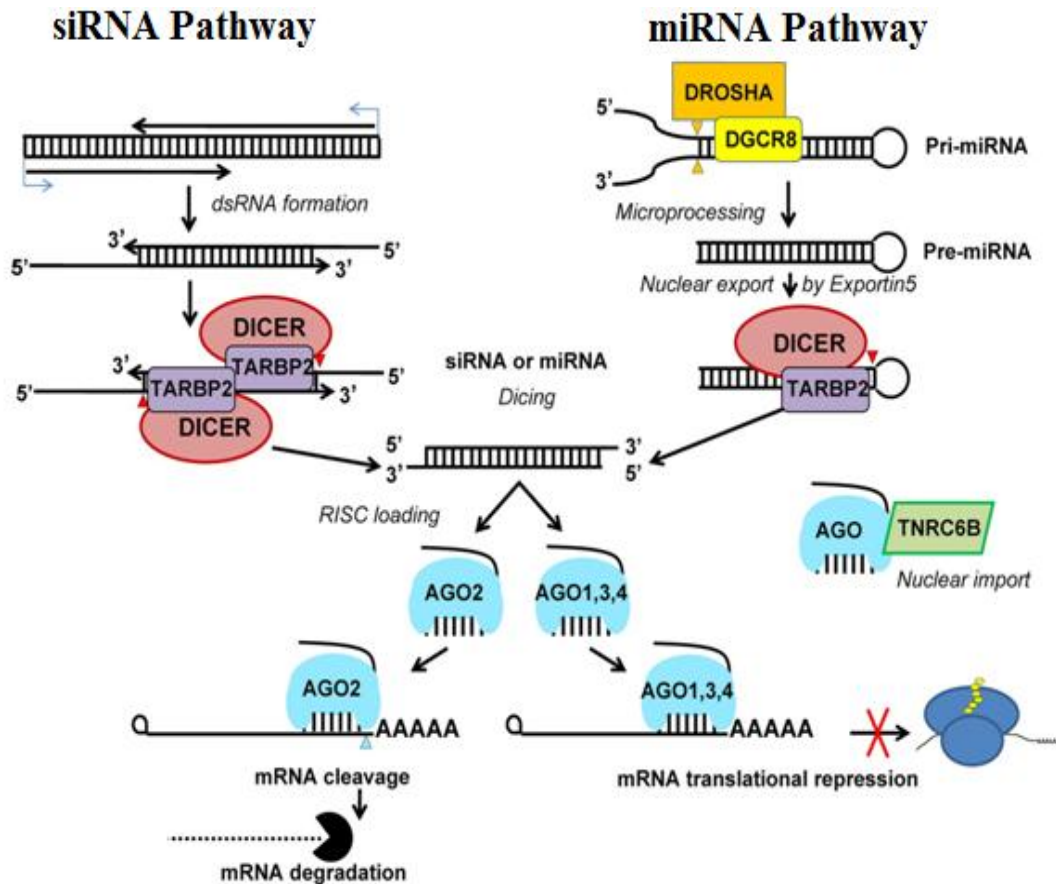 siRNA Pathway
dsRNA formation
3’
5’
5’
3’
DICER
TARBP2
3’
5’
5’
TARBP2
3’
DICER
miRNA Pathway
DROSHA
5’
DGCR8
Pri-miRNA
3’
Microprocessing
Pre-miRNA
Nuclear export
by Exportin5
DICER
TARBP2
siRNA or miRNA
Dicing
5’
3’
3’
5’
RISC loading
AGO2
AGO1,3,4
AGO
TNRC6B
Nuclear import
AGO2
AAAAA
mRNA cleavage
mRNA degradation
AGO1,3,4
AAAAA
mRNA translational repression